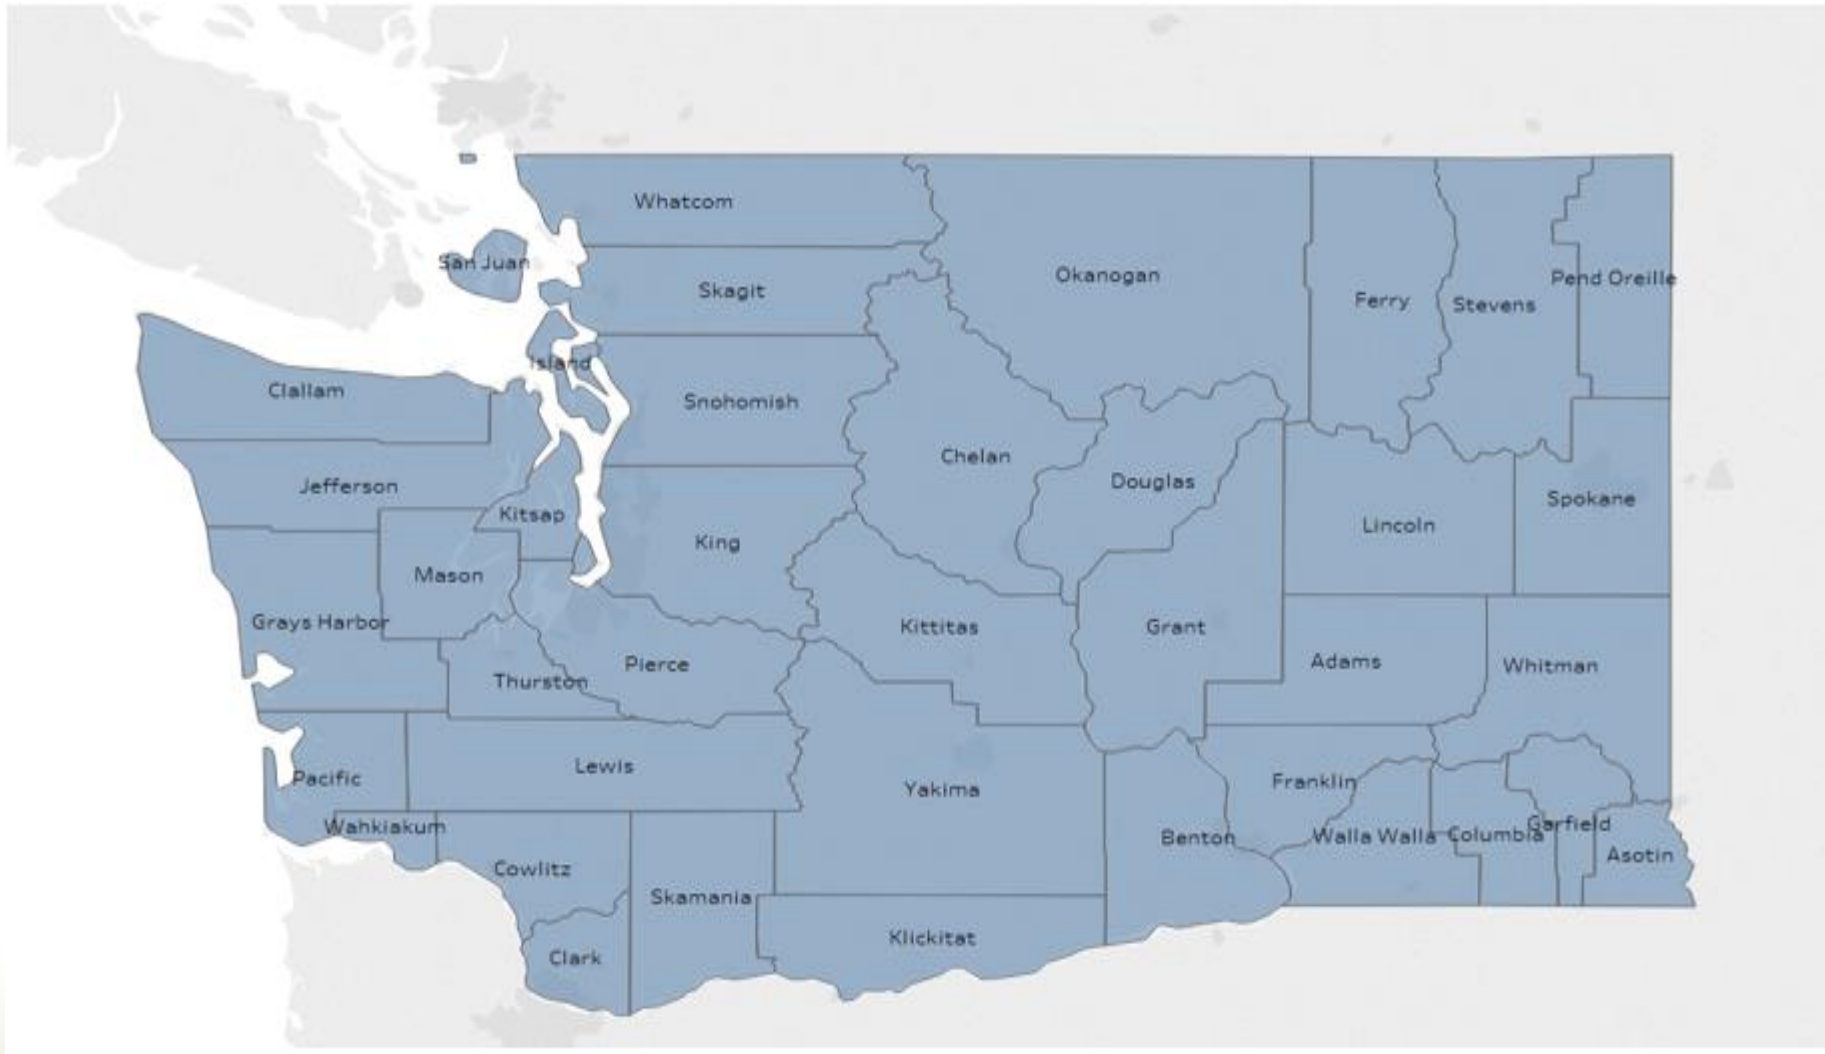 Whatcom
San Juan
Skagit
Okanogan
Ferry
Stevens
Pend Oreille
Island
Clallam
Snohomish
Chelan
Douglas
Jefferson
Kitsap
King
Lincoln
Spokane
Mason
Grays Harbor
Kittitas
Grant
Thurston
Pierce
Adams
Whitman
Pacific
Lewis
Yakima
Franklin
Wahkiakum
Benton
Walla Walla
Columbia
Garfield
Asotin
Cowlitz
Skamania
Klickitat
Clark